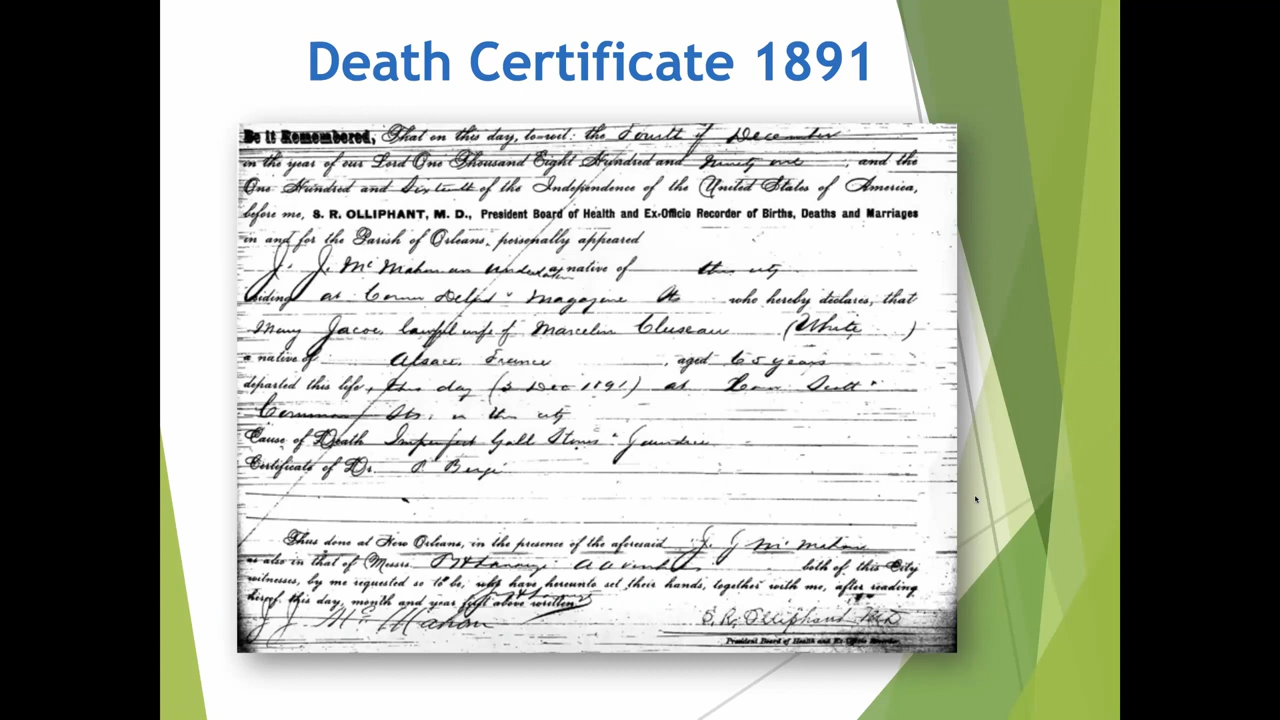 Death Certificate 1891
Be it Remembered, That on this day, to-wit: the Fourth of December
in the year of our Lord One Thousand Eight Hundred and Ninety one, and the
One Hundred and Sixteenth of the Independence of the United States of America,
before me, S. R. OLLIPHANT, M. D., President Board of Health and Ex-Officio Recorder of Births, Deaths and Marriages
in and for the Parish of Orleans, personally appeared
J. J. McMahon an Undertaker a native of this city
siding at Corner Magazine Sts who hereby declares, that
Mary Jacoe, lawful wife of Marcelin Cluseau (White)
a native of Alsace, France, aged 65 years
departed this life, this day (3 Dec 1891) at Scott
Common Sts. in this city
Cause of Death Gall Stones Jaundice
Certificate of Dr. P.
Thus done at New Orleans, in the presence of the aforesaid J. J McMahon
as also in that of Messrs both of this City
witnesses, by me requested so to be, who have hereunto set their hands, together with me, after reading
hereof this day, month and year first above written
J J McMahon S. R. Olliphant MD
President Board of Health and Ex-Officio Recorder